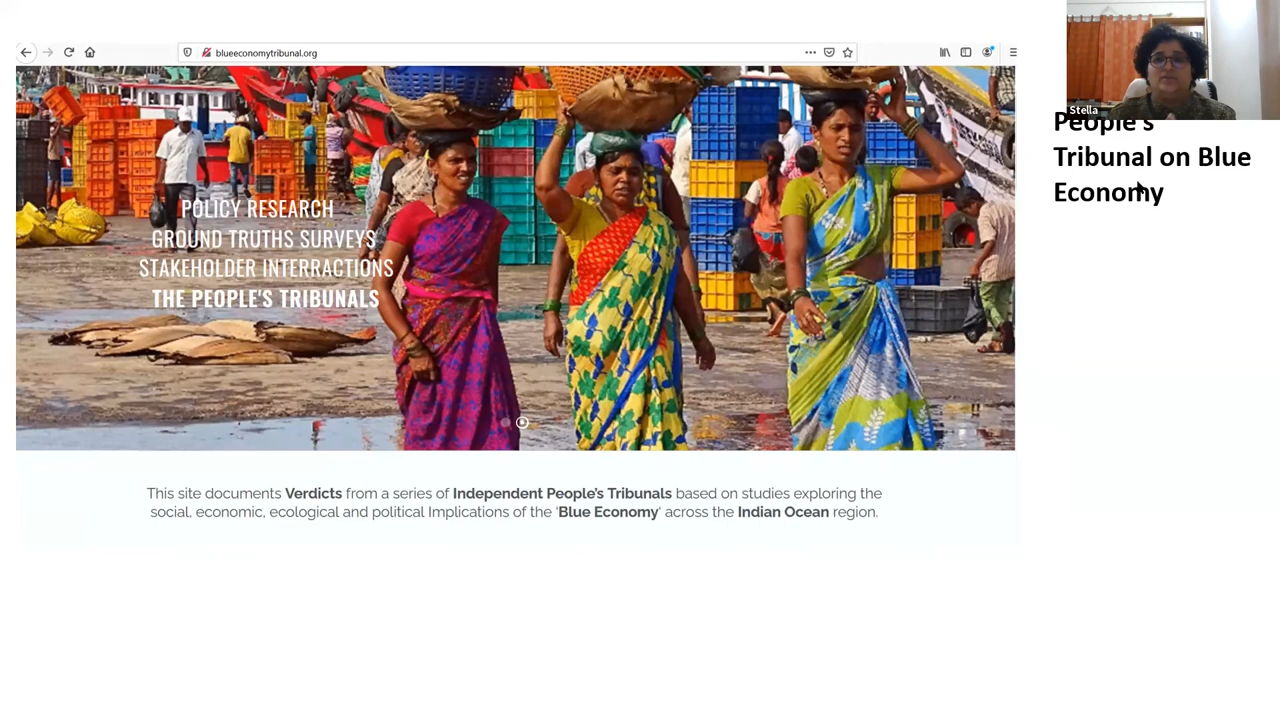 blueeconomytribunal.org
Stella
People's
Tribunal on Blue
Economy
POLICY RESEARCH
GROUND TRUTHS SURVEYS
STAKEHOLDER INTERRACTIONS
THE PEOPLE'S TRIBUNALS
This site documents Verdicts from a series of Independent People's Tribunals based on studies exploring the
social, economic, ecological and political Implications of the 'Blue Economy' across the Indian Ocean region.